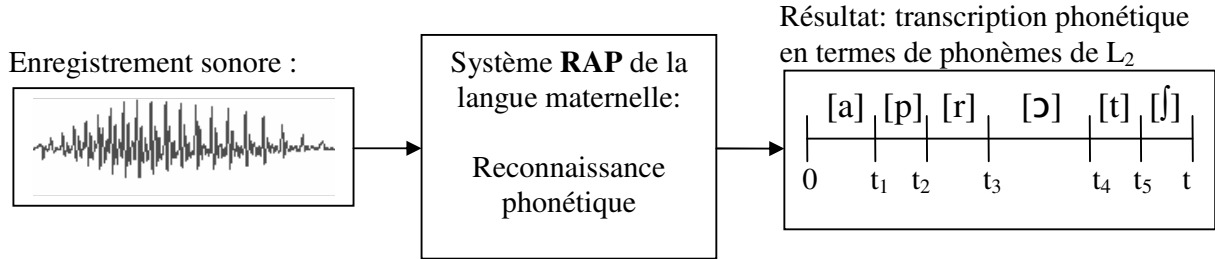 Enregistrement sonore :
Système RAP de la
langue maternelle:
Reconnaissance
phonétique
Résultat: transcription phonétique
en termes de phonèmes de L₂
[a] [p] [r] [ɔ] [t] [ʃ]
0 t₁ t₂ t₃ t₄ t₅ t